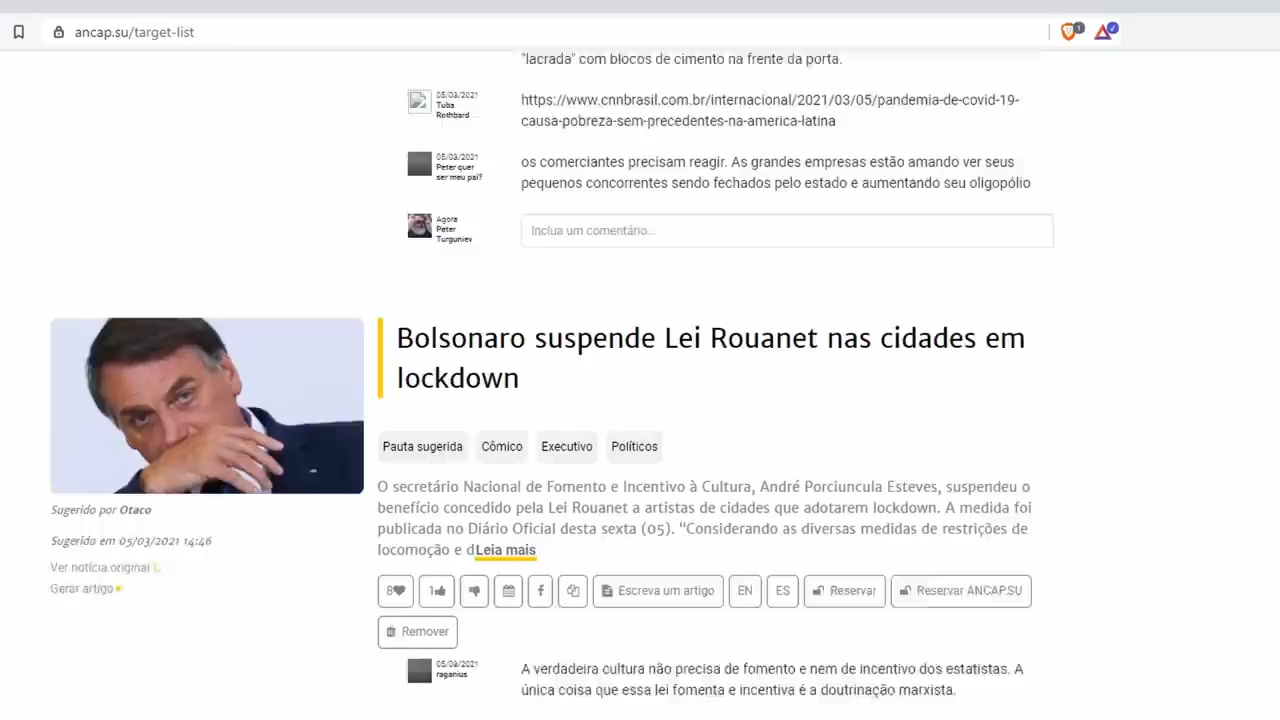 ancap.su/target-list
1
"lacrada" com blocos de cimento na frente da porta.
05/03/2021
Tuba
Rothbard
https://www.cnnbrasil.com.br/internacional/2021/03/05/pandemia-de-covid-19-
causa-pobreza-sem-precedentes-na-america-latina
05/03/2021
Peter quer
ser meu pai?
os comerciantes precisam reagir. As grandes empresas estão amando ver seus
pequenos concorrentes sendo fechados pelo estado e aumentando seu oligopólio
Agora
Peter
Turguniev
Inclua um comentário...
Bolsonaro suspende Lei Rouanet nas cidades em
lockdown
Pauta sugerida Cômico Executivo Políticos
O secretário Nacional de Fomento e Incentivo à Cultura, André Porciuncula Esteves, suspendeu o
benefício concedido pela Lei Rouanet a artistas de cidades que adotarem lockdown. A medida foi
publicada no Diário Oficial desta sexta (05). "Considerando as diversas medidas de restrições de
locomoção e dLeia mais
Sugerido por Otaco
Sugerido em 05/03/2021 14:46
Ver notícia original
Gerar artigo
8 1 Escreva um artigo EN ES Reservar Reservar ANCAP.SU
Remover
05/03/2021
raganius
A verdadeira cultura não precisa de fomento e nem de incentivo dos estatistas. A
única coisa que essa lei fomenta e incentiva é a doutrinação marxista.